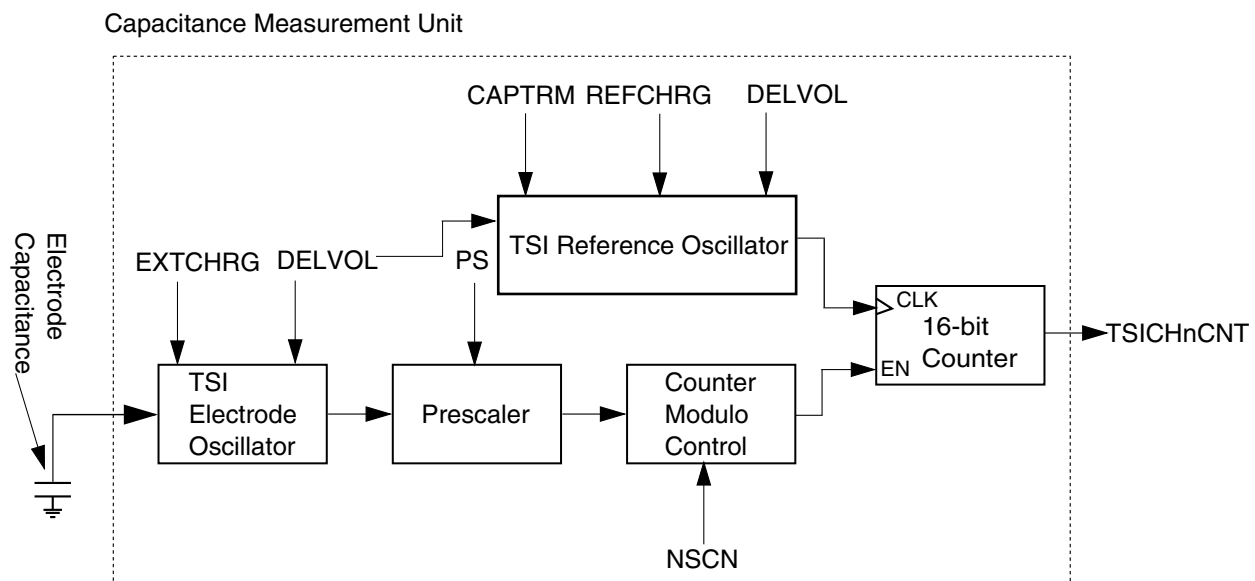 Capacitance Measurement Unit
CAPTRM REFCHRG DELVOL
TSI Reference Oscillator
Electrode
Capacitance
EXTCHRG DELVOL PS
CLK
16-bit
Counter
EN
TSICHnCNT
TSI
Electrode
Oscillator
Prescaler
Counter
Modulo
Control
NSCN